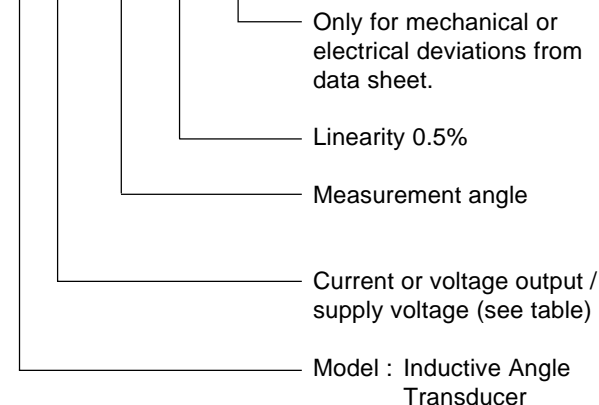 Only for mechanical or
electrical deviations from
data sheet.
Linearity 0.5%
Measurement angle
Current or voltage output /
supply voltage (see table)
Model : Inductive Angle
Transducer